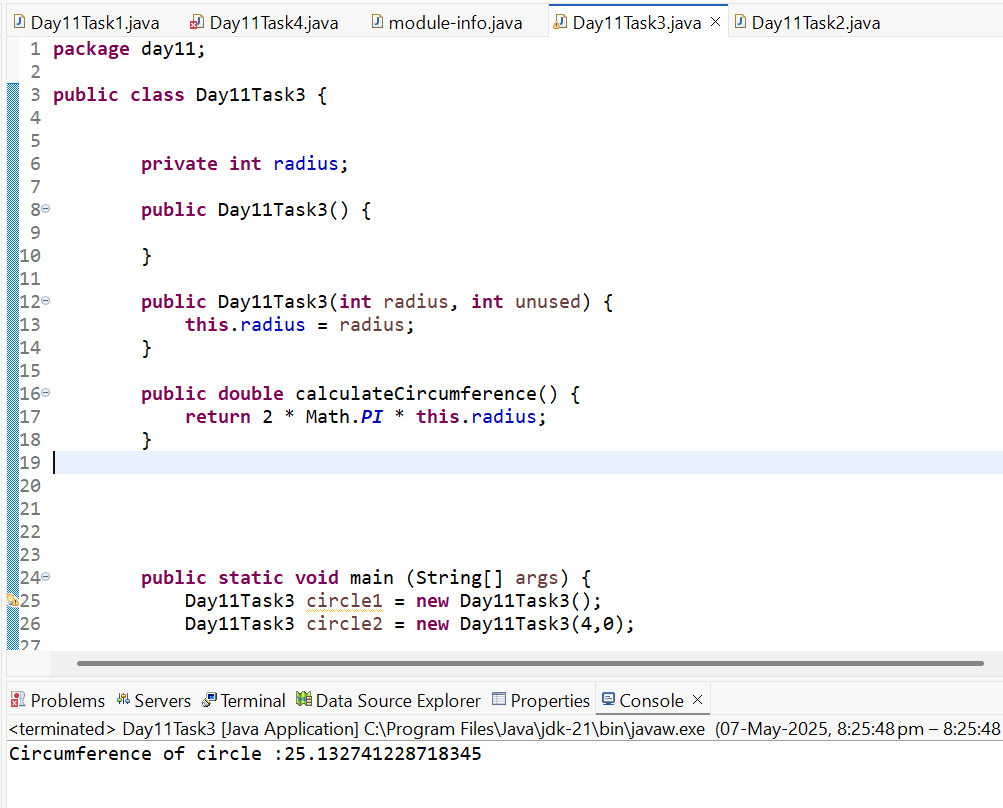 Day11Task1.java Day11Task4.java module-info.java Day11Task3.java Day11Task2.java
1 package day11;
2
3 public class Day11Task3 {
4
5
6 private int radius;
7
8 public Day11Task3() {
9
10 }
11
12 public Day11Task3(int radius, int unused) {
13 this.radius = radius;
14 }
15
16 public double calculateCircumference() {
17 return 2 * Math.PI * this.radius;
18 }
19
20
21
22
23
24 public static void main (String[] args) {
25 Day11Task3 circle1 = new Day11Task3();
26 Day11Task3 circle2 = new Day11Task3(4,0);
27
Problems Servers Terminal Data Source Explorer Properties Console
<terminated> Day11Task3 [Java Application] C:\Program Files\Java\jdk-21\bin\javaw.exe (07-May-2025, 8:25:48 pm – 8:25:48
Circumference of circle :25.132741228718345